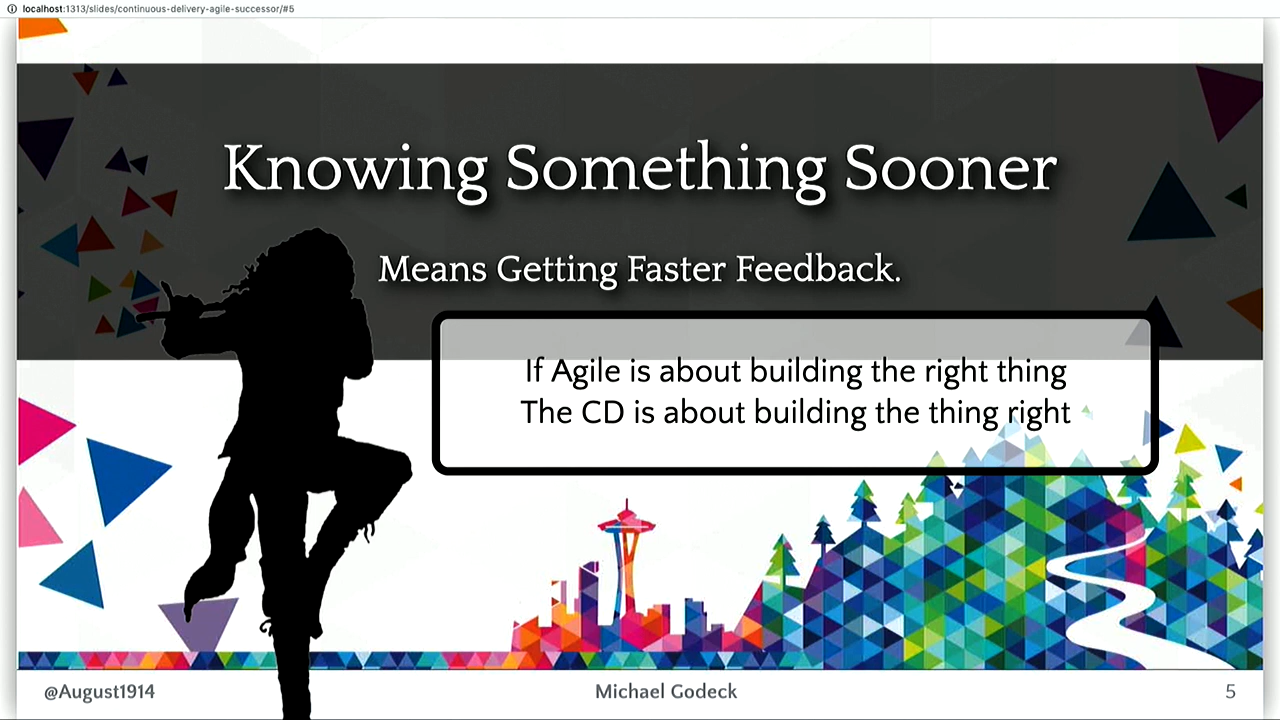 localhost:1313/slides/continuous-delivery-agile-successor/#5
Knowing Something Sooner
Means Getting Faster Feedback.
If Agile is about building the right thing
The CD is about building the thing right
@August1914
Michael Godeck
5